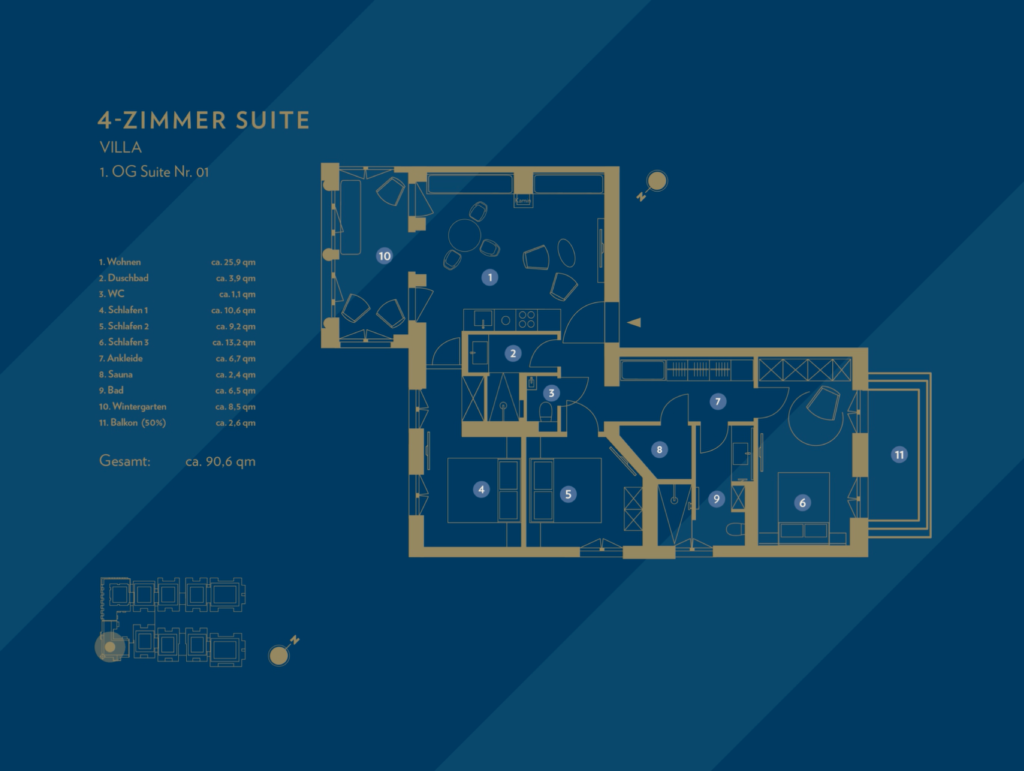 4-ZIMMER SUITE
VILLA
1. OG Suite Nr. 01
1. Wohnen ca. 25,9 qm
2. Duschbad ca. 3,9 qm
3. WC ca. 1,1 qm
4. Schlafen 1 ca. 10,6 qm
5. Schlafen 2 ca. 9,2 qm
6. Schlafen 3 ca. 13,2 qm
7. Ankleide ca. 6,7 qm
8. Sauna ca. 2,4 qm
9. Bad ca. 6,5 qm
10. Wintergarten ca. 8,5 qm
11. Balkon (50%) ca. 2,6 qm
Gesamt: ca. 90,6 qm
N
10
1
2
3
7
8
11
4
5
9
6
N